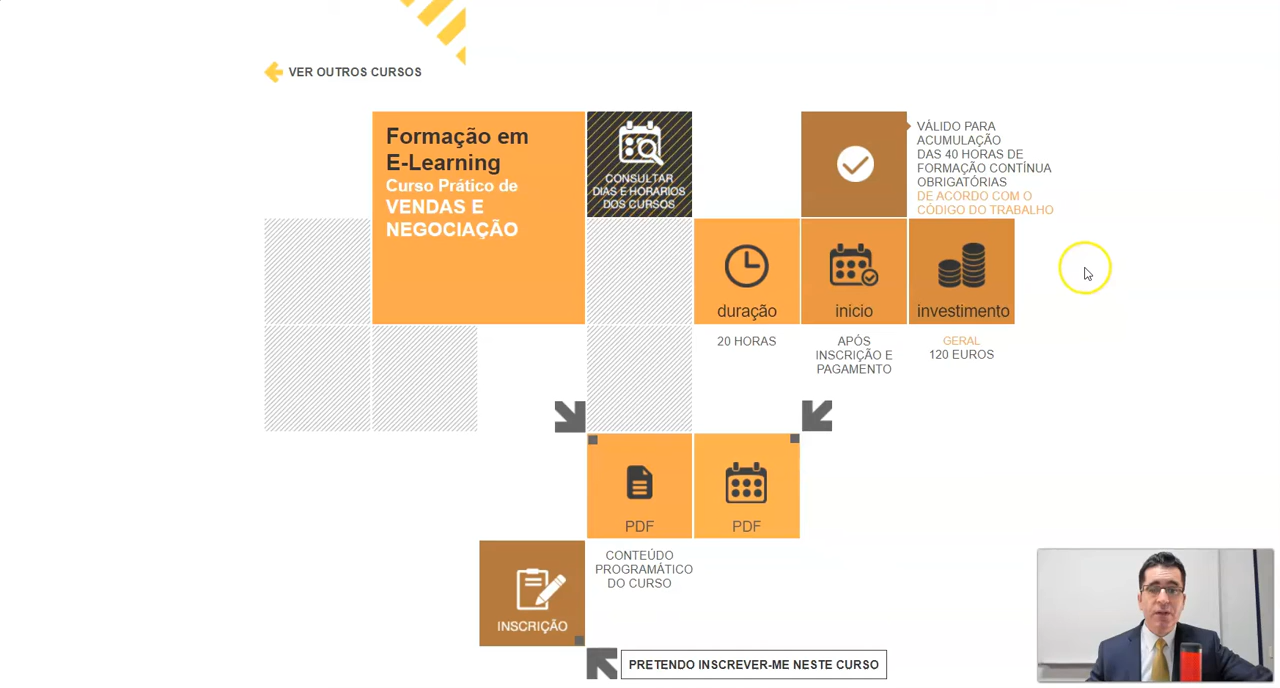 VER OUTROS CURSOS
Formação em
E-Learning
Curso Prático de
VENDAS E
NEGOCIAÇÃO
CONSULTAR
DIAS E HORÁRIOS
DOS CURSOS
VÁLIDO PARA
ACUMULAÇÃO
DAS 40 HORAS DE
FORMAÇÃO CONTÍNUA
OBRIGATÓRIAS
DE ACORDO COM O
CÓDIGO DO TRABALHO
duração
inicio
investimento
20 HORAS
APÓS
INSCRIÇÃO E
PAGAMENTO
GERAL
120 EUROS
PDF
PDF
CONTEÚDO
PROGRAMÁTICO
DO CURSO
INSCRIÇÃO
PRETENDO INSCREVER-ME NESTE CURSO